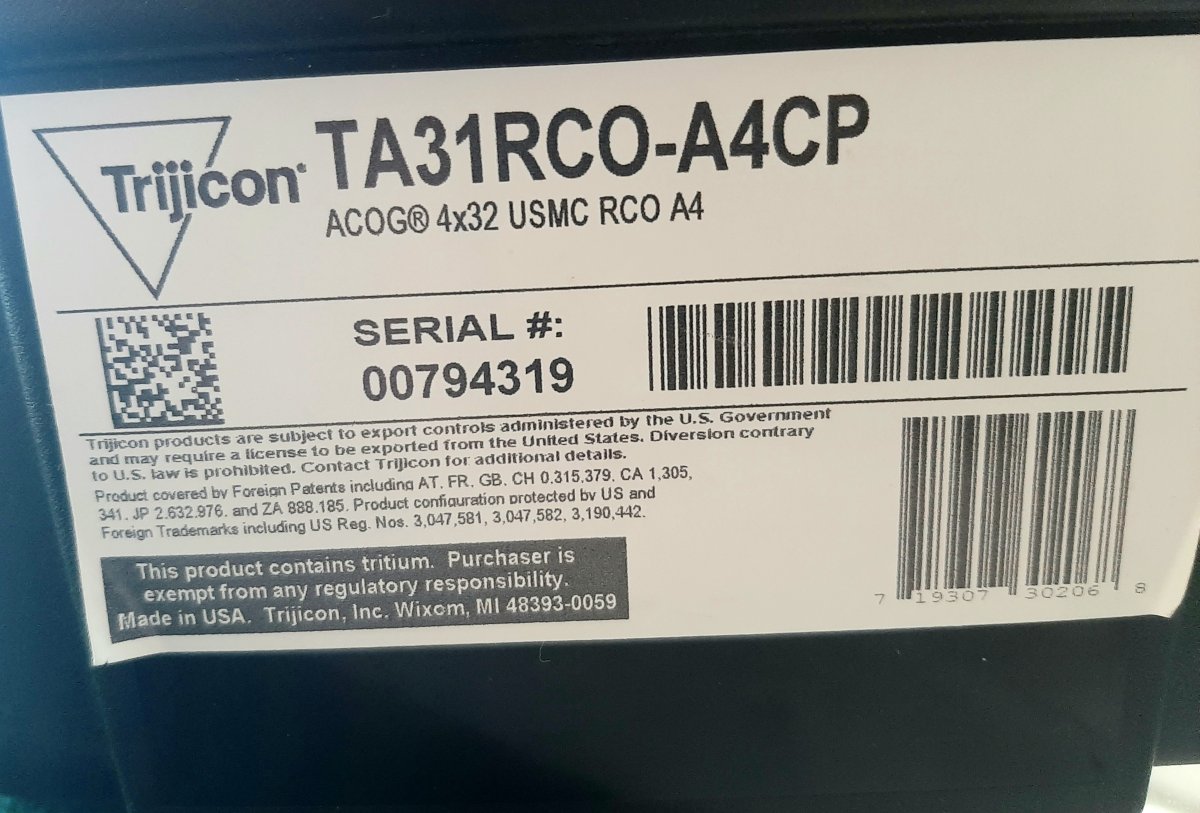 Trijicon®
TA31RCO-A4CP
ACOG® 4x32 USMC RCO A4
SERIAL #:
00794319
Trijicon products are subject to export controls administered by the U.S. Government
and may require a license to be exported from the United States. Diversion contrary
to U.S. law is prohibited. Contact Trijicon for additional details.
Product covered by Foreign Patents including AT, FR, GB, CH 0.315,379, CA 1,305,
341, JP 2.632.976, and ZA 888.185. Product configuration protected by US and
Foreign Trademarks including US Reg. Nos. 3,047,581, 3,047,582, 3,190,442.
This product contains tritium. Purchaser is
exempt from any regulatory responsibility.
Made in USA. Trijicon, Inc. Wixom, MI 48393-0059
7 19307 30206 8